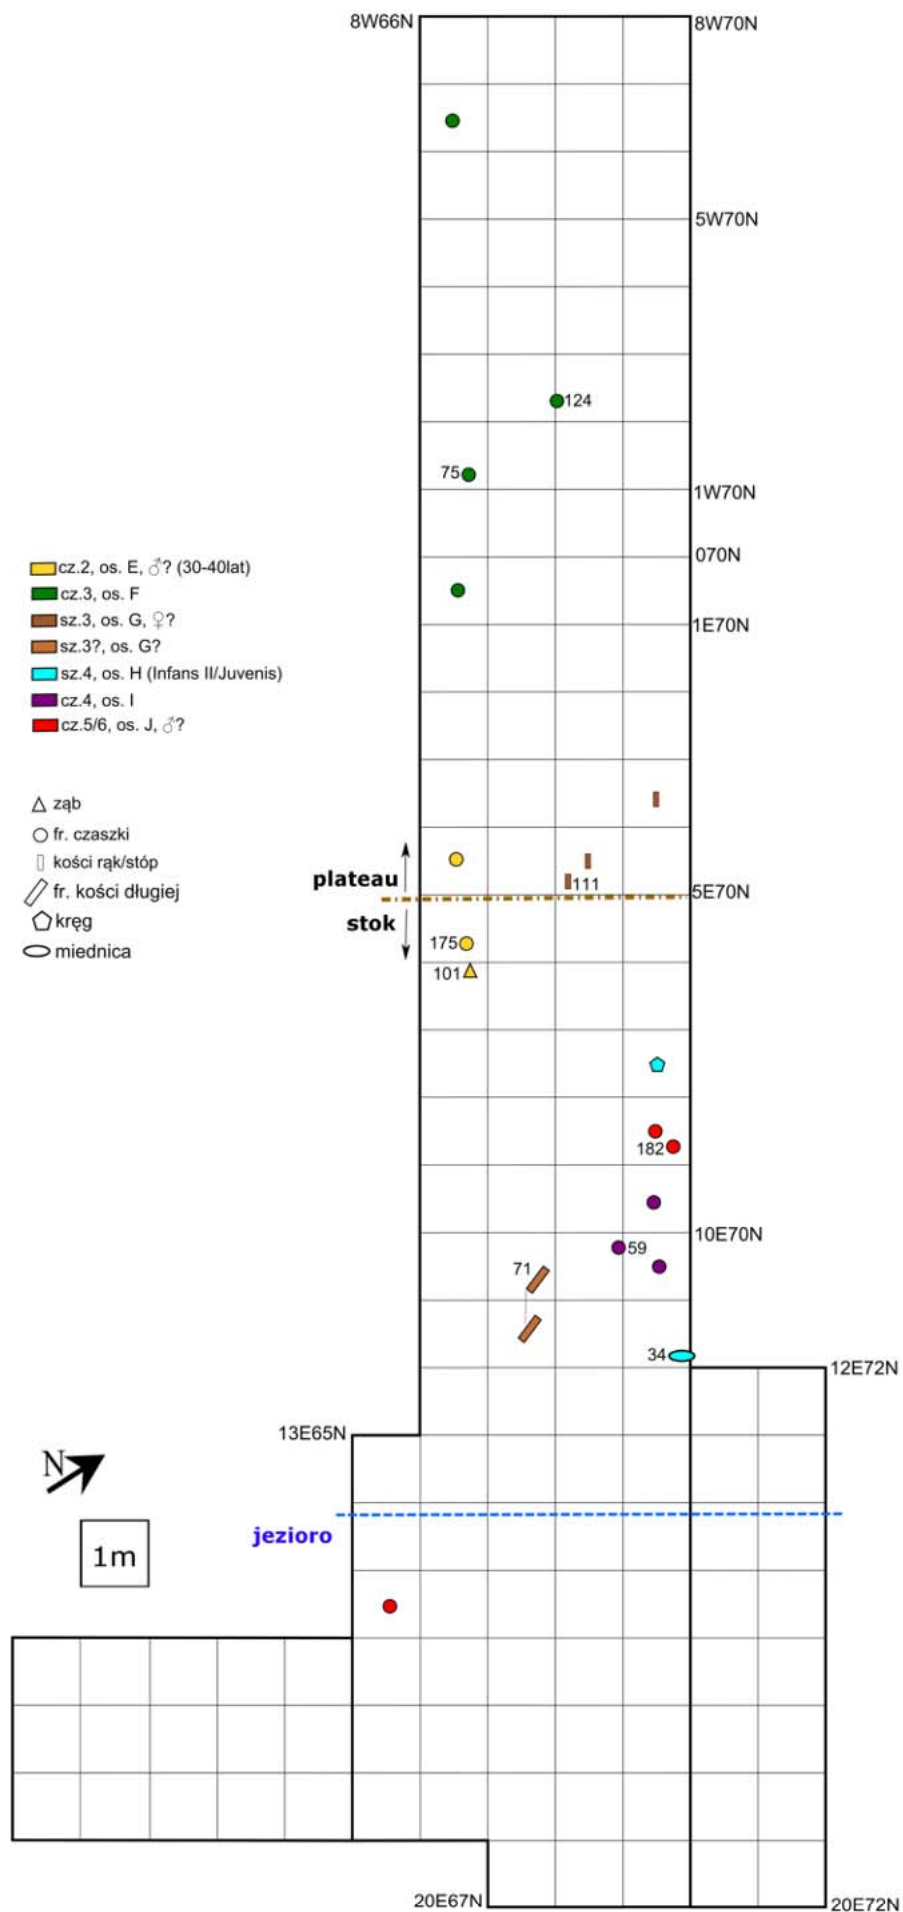 8W66N
8W70N
5W70N
124
75
1W70N
070N
1E70N
cz.2, os. E, ♂? (30-40lat)
cz.3, os. F
sz.3, os. G, ♀?
sz.3?, os. G?
sz.4, os. H (Infans II/Juvenis)
cz.4, os. I
cz.5/6, os. J, ♂?
ząb
fr. czaszki
kości rąk/stóp
fr. kości długiej
kręg
miednica
plateau
111
5E70N
stok
175
101
182
10E70N
59
71
34
12E72N
13E65N
N
jezioro
1m
20E67N
20E72N